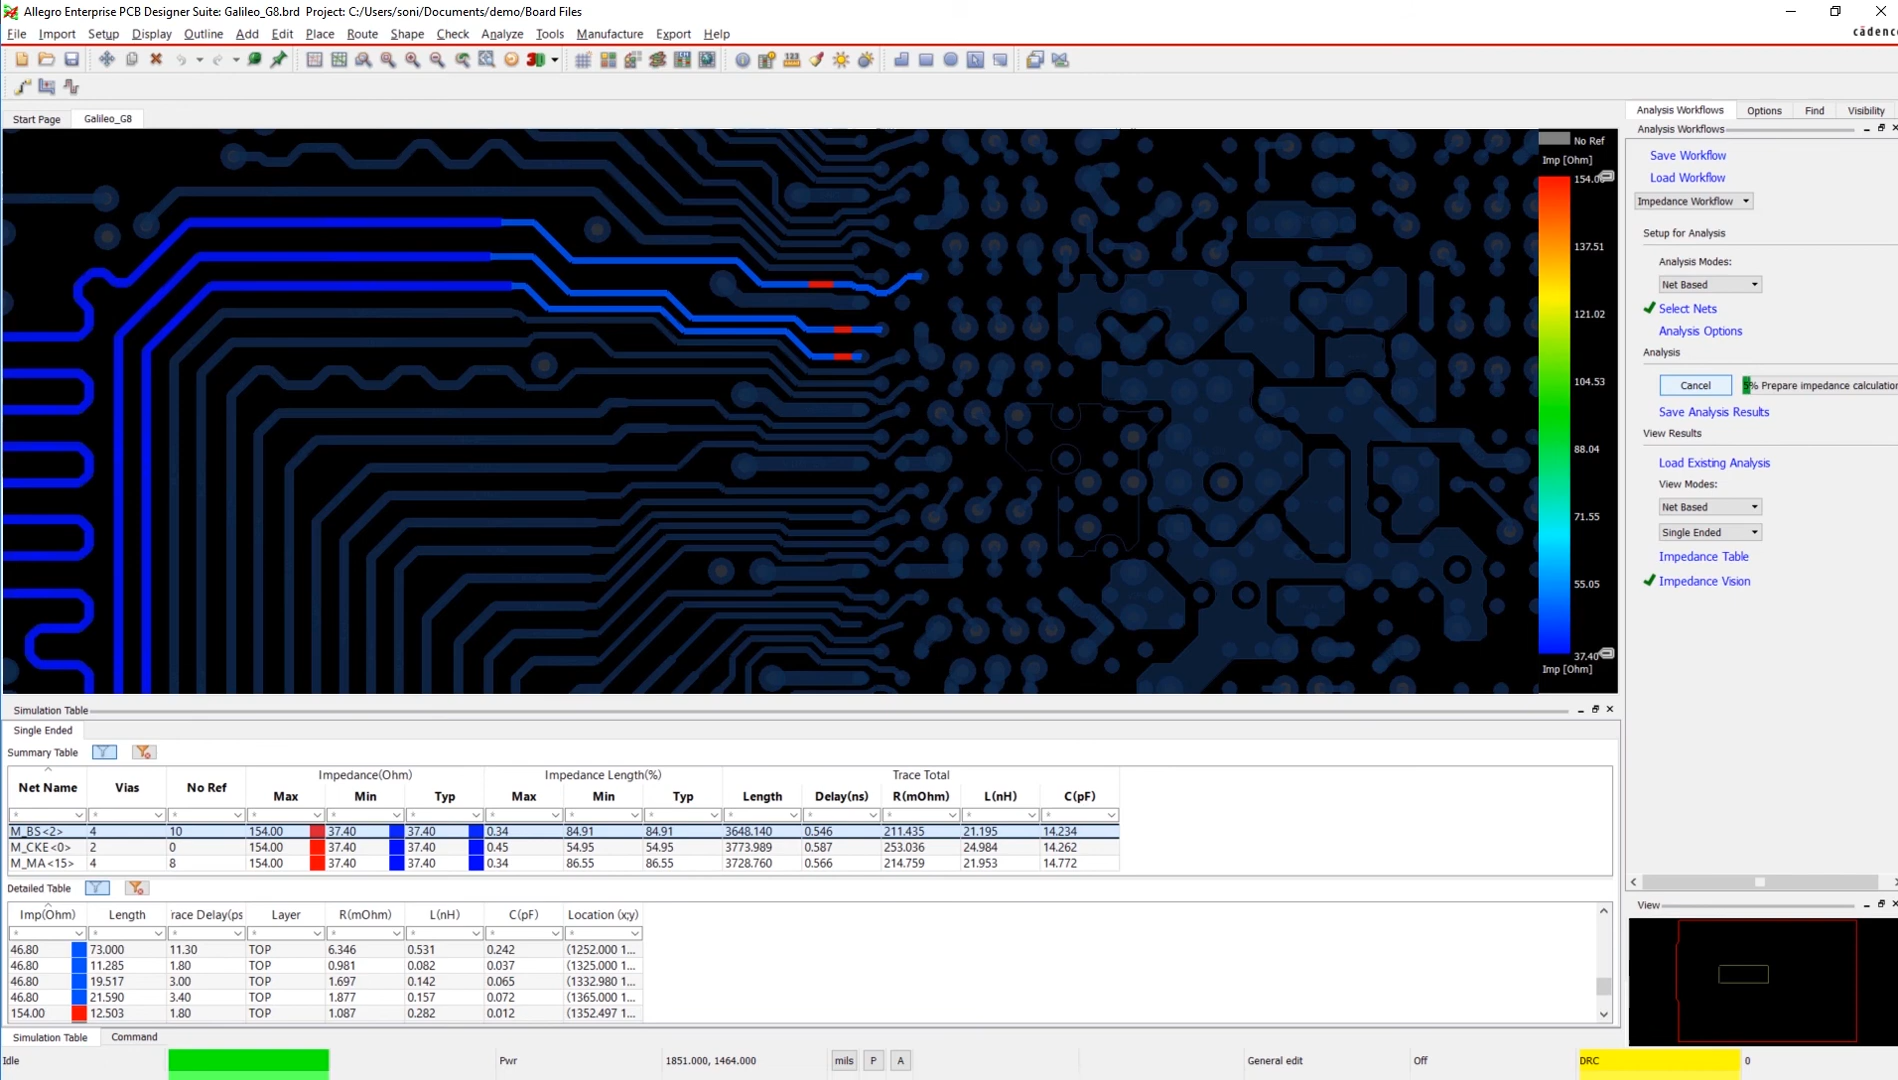 Allegro Enterprise PCB Designer Suite: Galileo_G8.brd Project: C:/Users/soni/Documents/demo/Board Files
File Import Setup Display Outline Add Edit Place Route Shape Check Analyze Tools Manufacture Export Help
cādenc
3D
Start Page Galileo_G8
Analysis Workflows Options Find Visibility
Analysis Workflows
Save Workflow
Load Workflow
Impedance Workflow
Setup for Analysis
Analysis Modes:
Net Based
Select Nets
Analysis Options
Analysis
Cancel 5% Prepare impedance calculation
Save Analysis Results
View Results
Load Existing Analysis
View Modes:
Net Based
Single Ended
Impedance Table
Impedance Vision
No Ref
Imp [Ohm]
154.0
137.51
121.02
104.53
88.04
71.55
55.05
37.40
Imp [Ohm]
Simulation Table
Single Ended
Summary Table
Impedance(Ohm) Impedance Length(%) Trace Total
Net Name Vias No Ref Max Min Typ Max Min Typ Length Delay(ns) R(mOhm) L(nH) C(pF)
* * * * * * * * * * * * * *
M_BS<2> 4 10 154.00 37.40 37.40 0.34 84.91 84.91 3648.140 0.546 211.435 21.195 14.234
M_CKE<0> 2 0 154.00 37.40 37.40 0.45 54.95 54.95 3773.989 0.587 253.036 24.984 14.262
M_MA<15> 4 8 154.00 37.40 37.40 0.34 86.55 86.55 3728.760 0.566 214.759 21.953 14.772
Detailed Table
Imp(Ohm) Length race Delay(ps Layer R(mOhm) L(nH) C(pF) Location (x;y)
* * * * * * * *
46.80 73.000 11.30 TOP 6.346 0.531 0.242 (1252.000 1...
46.80 11.285 1.80 TOP 0.981 0.082 0.037 (1325.000 1...
46.80 19.517 3.00 TOP 1.697 0.142 0.065 (1332.980 1...
46.80 21.590 3.40 TOP 1.877 0.157 0.072 (1365.000 1...
154.00 12.503 1.80 TOP 1.087 0.282 0.012 (1352.497 1...
View
Simulation Table Command
Idle Pwr 1851.000, 1464.000 mils P A General edit Off DRC 0